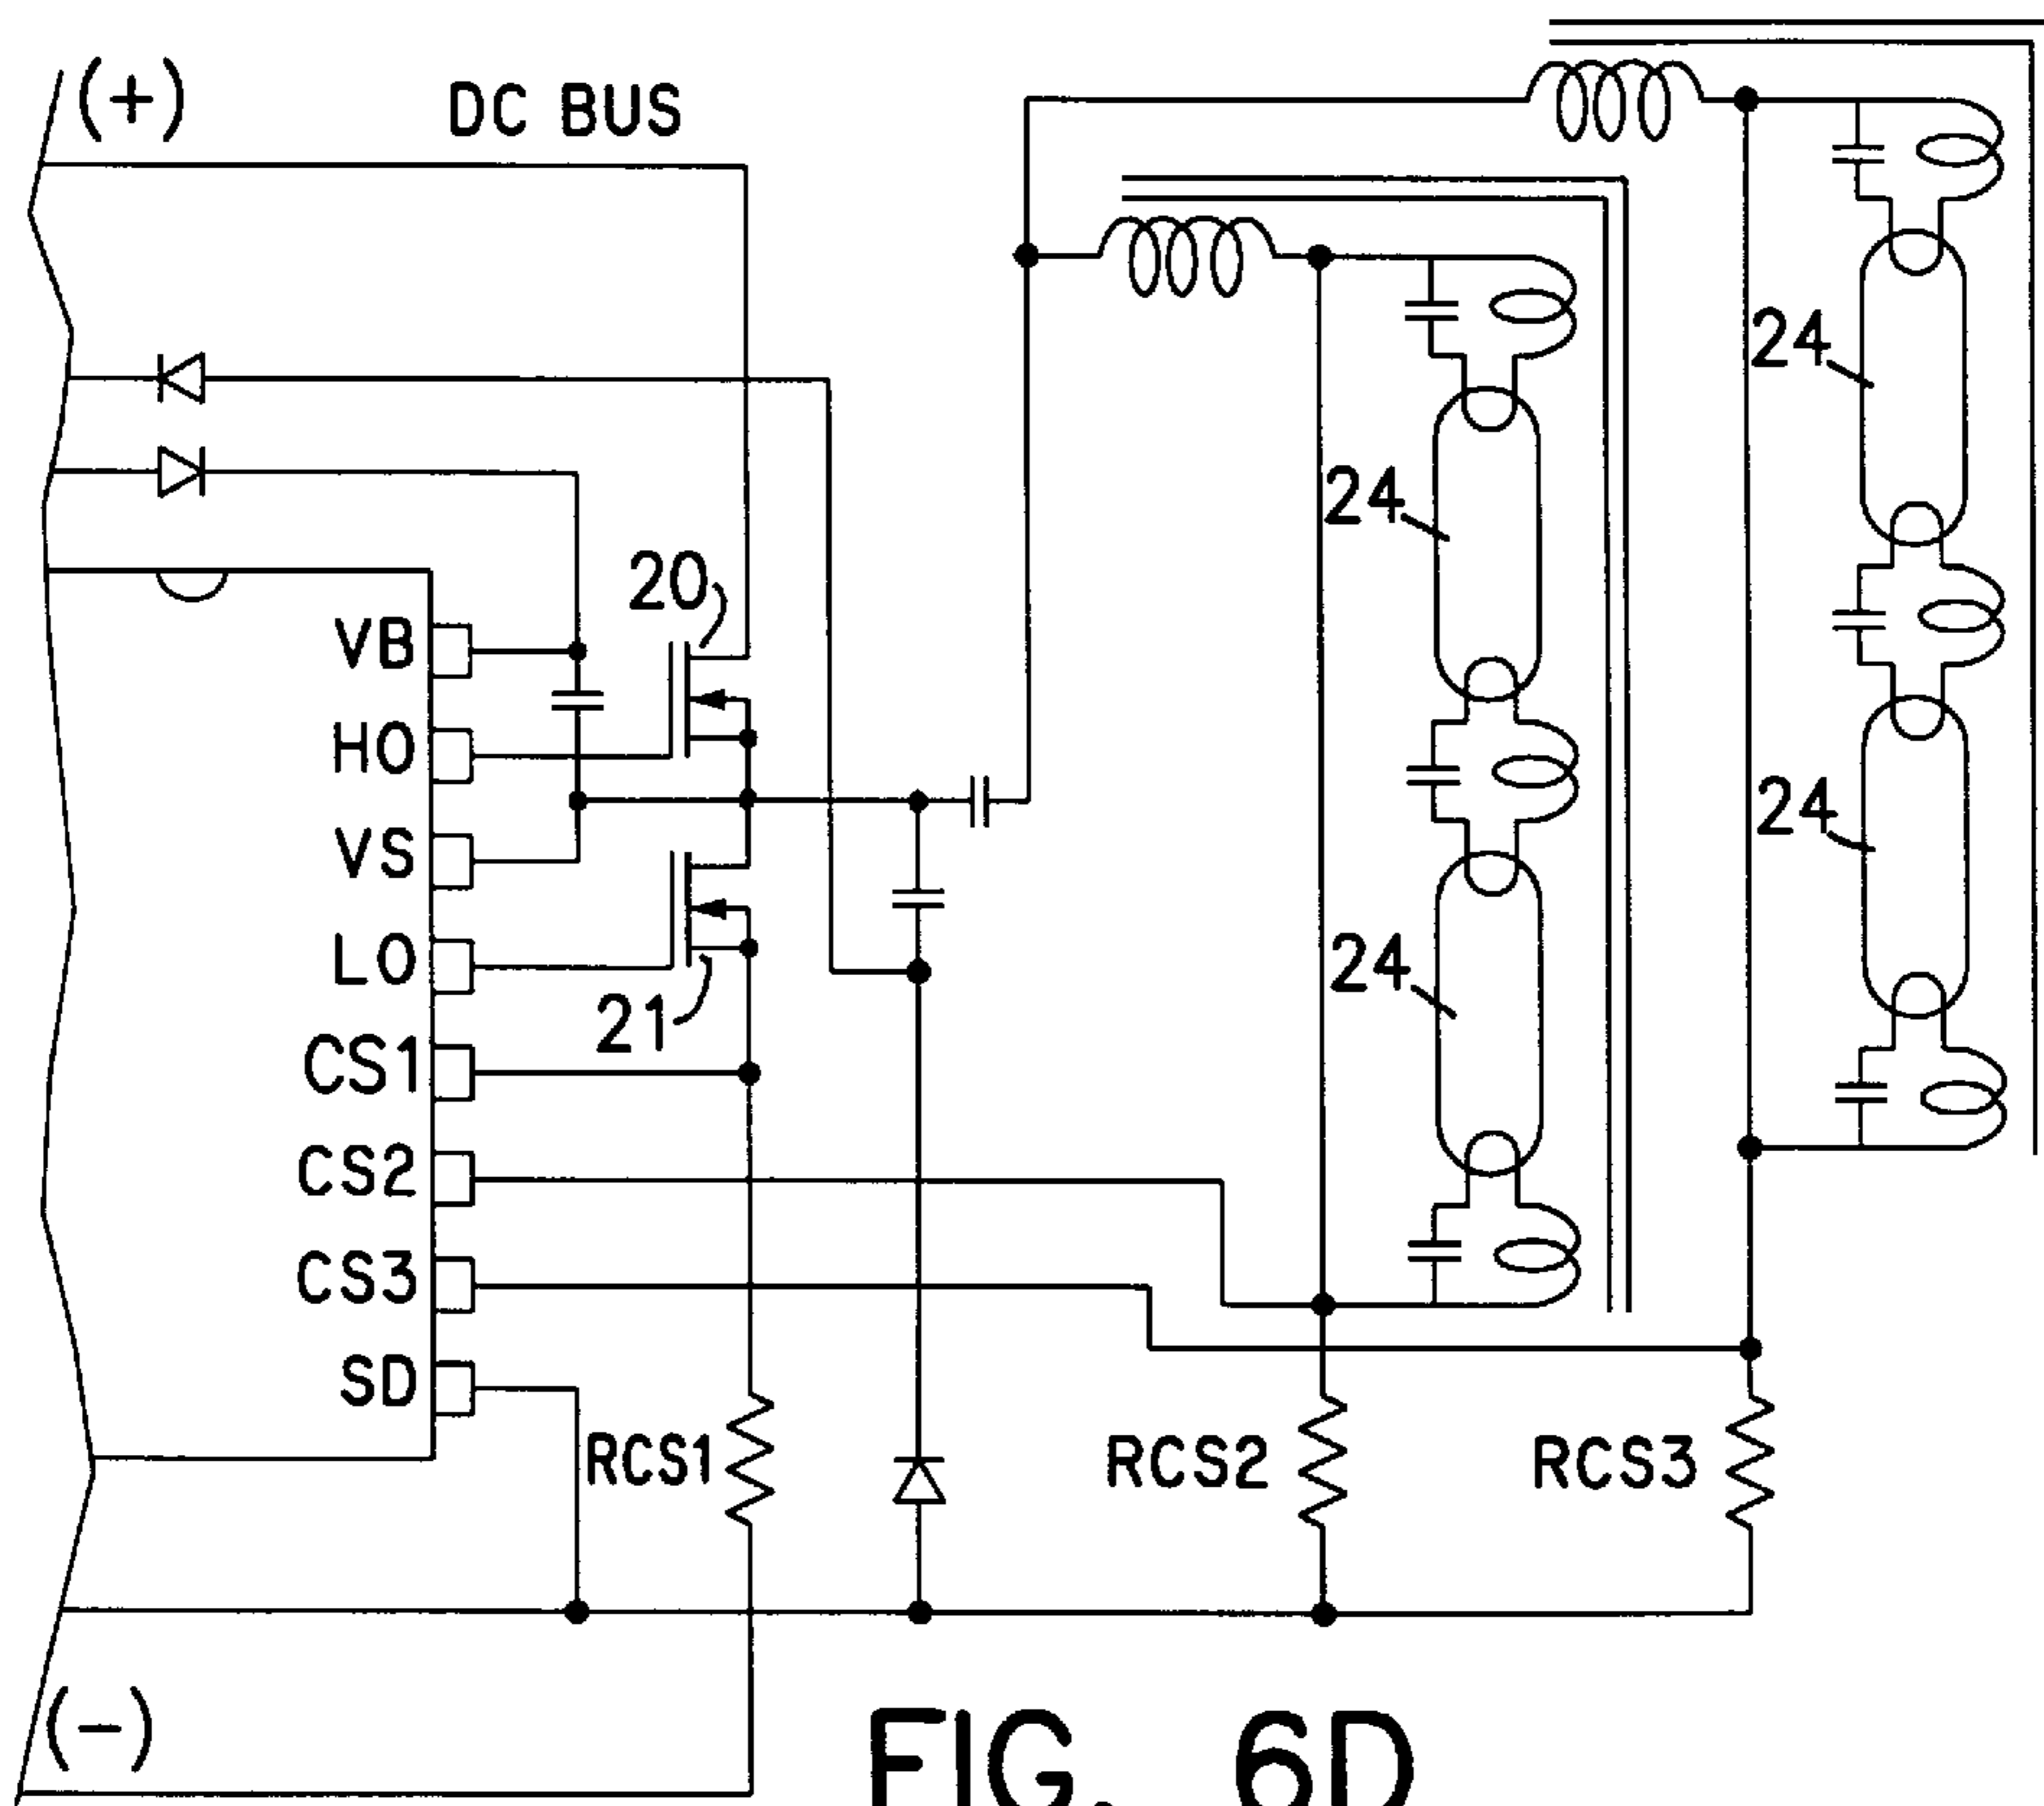 (+)
DC BUS
24
24
20
VB
HO
24
VS
24
LO
21
CS1
CS2
CS3
SD
RCS1
RCS2
RCS3
(-)
FIG. 6D